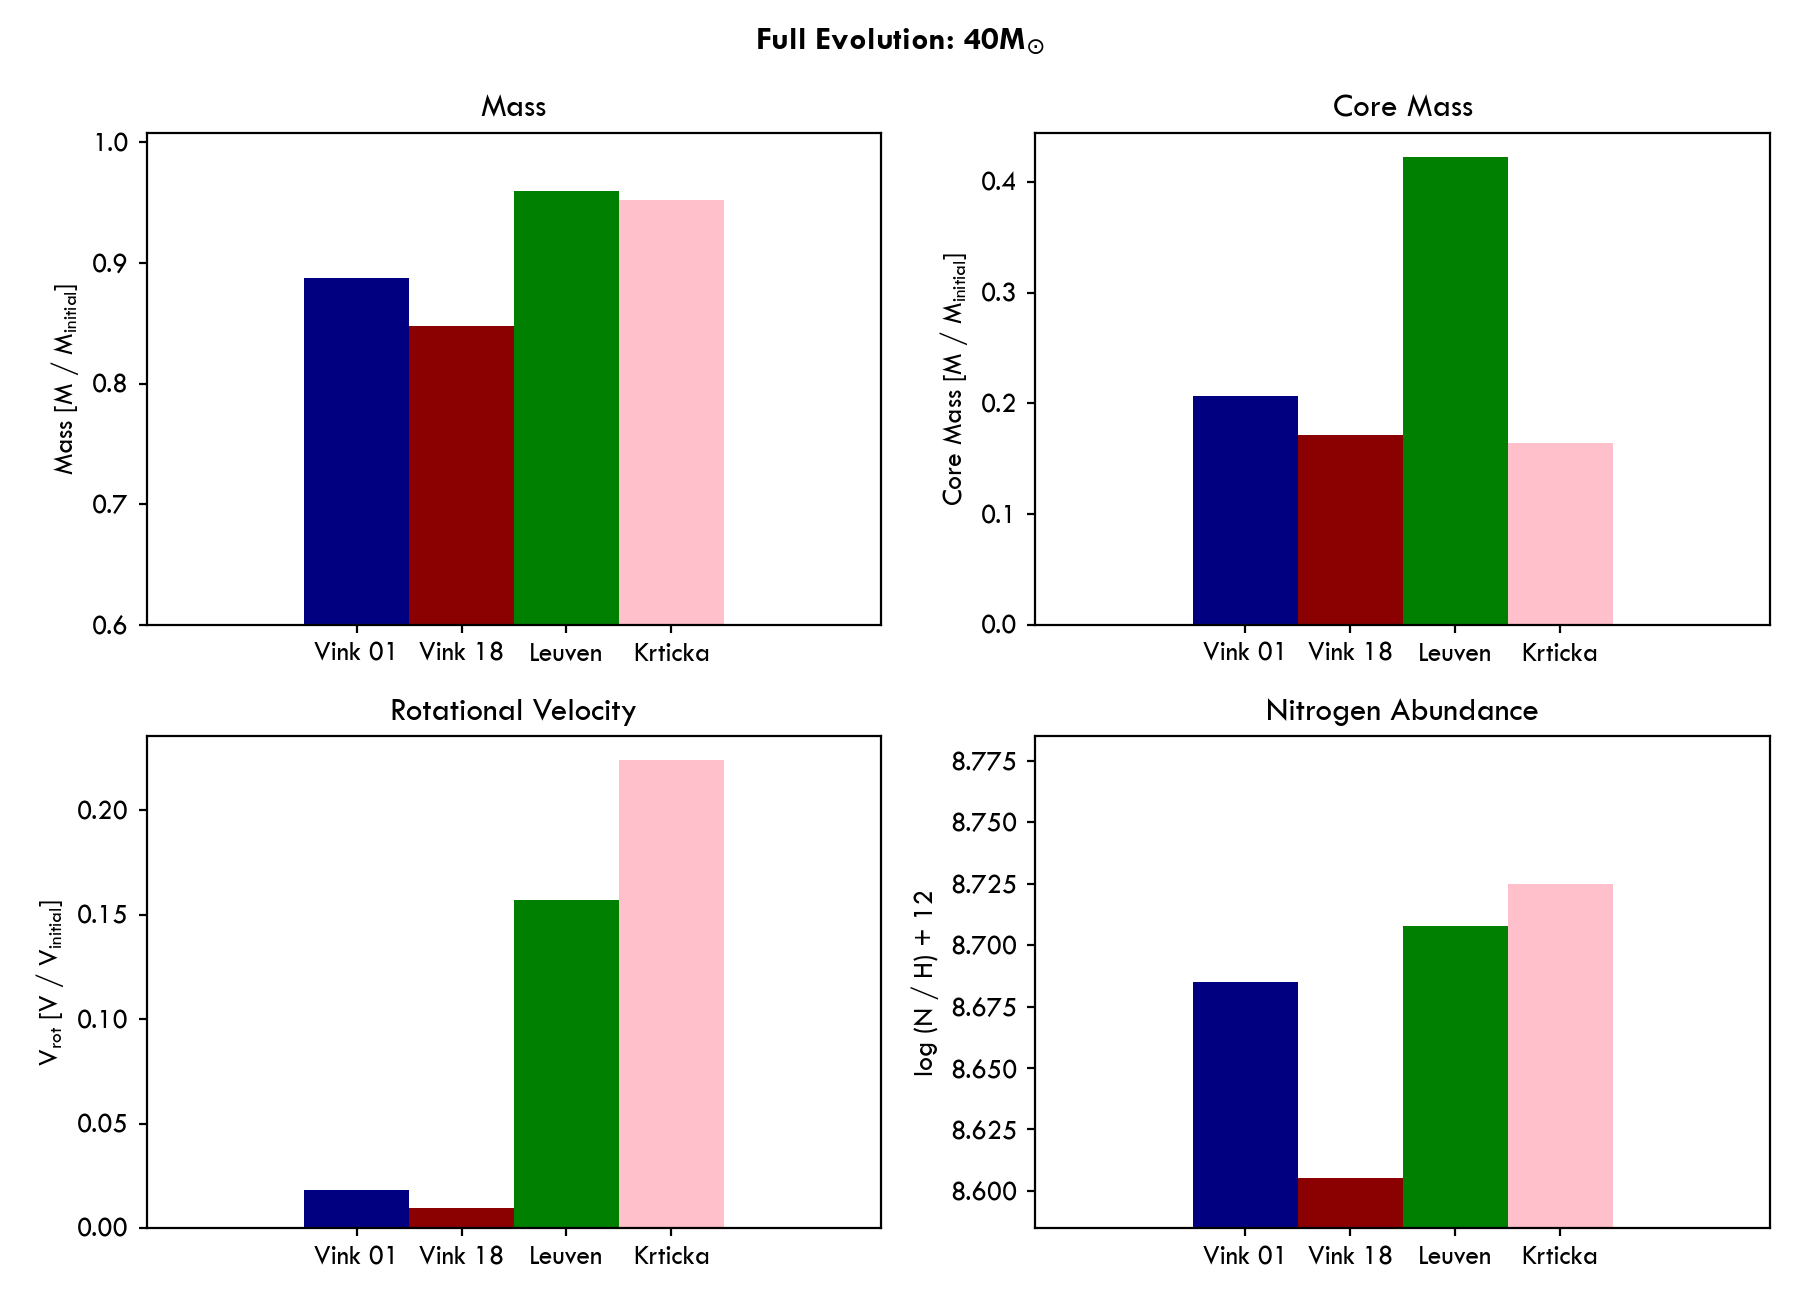 Full Evolution: 40M⊙
Mass
Mass [M / Minitial]
1.0
0.9
0.8
0.7
0.6
Vink 01 Vink 18 Leuven Krticka
Core Mass
Core Mass [M / Minitial]
0.4
0.3
0.2
0.1
0.0
Vink 01 Vink 18 Leuven Krticka
Rotational Velocity
Vrot [V / Vinitial]
0.20
0.15
0.10
0.05
0.00
Vink 01 Vink 18 Leuven Krticka
Nitrogen Abundance
log (N / H) + 12
8.775
8.750
8.725
8.700
8.675
8.650
8.625
8.600
Vink 01 Vink 18 Leuven Krticka